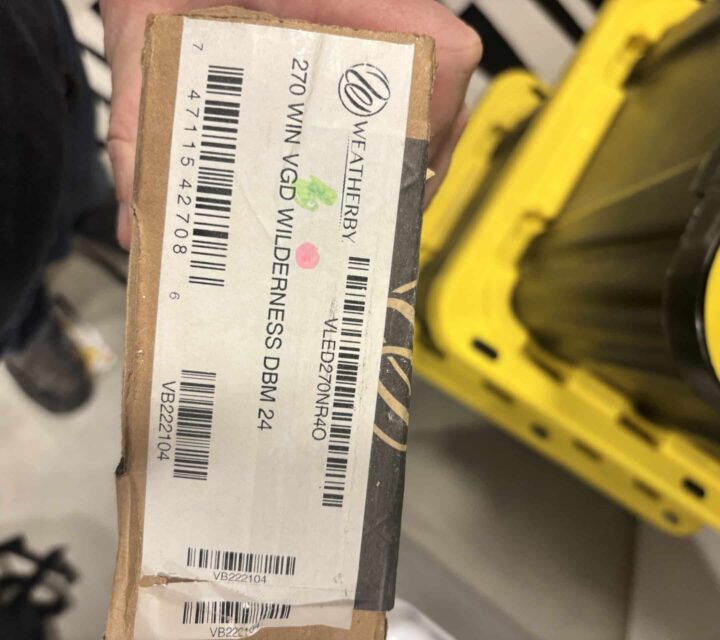 WEATHERBY
VLED270NR4O
270 WIN VGD WILDERNESS DBM 24
7 47115 42708 6
VB222104
VB222104